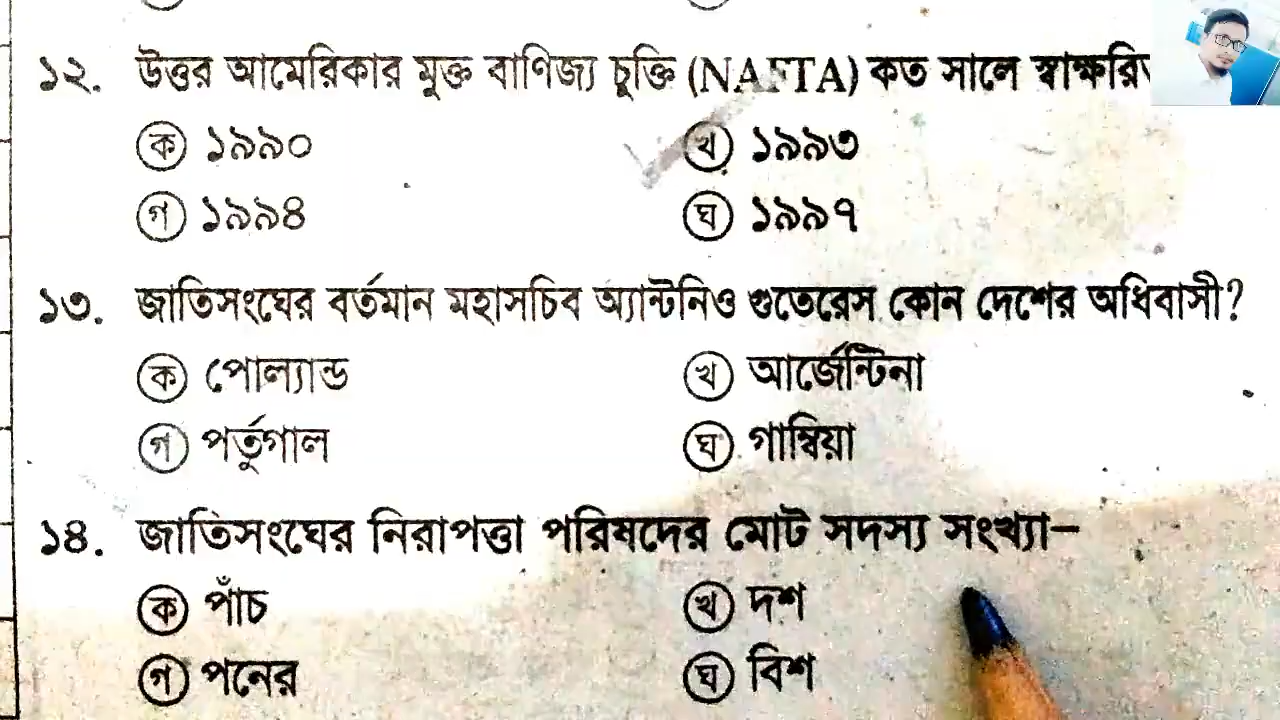 ১২. উত্তর আমেরিকার মুক্ত বাণিজ্য চুক্তি (NAFTA) কত সালে
ক ১৯৯০ খ ১৯৯৩
গ ১৯৯৪ ঘ ১৯৯৭
১৩. জাতিসংঘের বর্তমান মহাসচিব অ্যান্টনিও গুতেরেস কোন দেশের অধিবাসী?
ক পোল্যান্ড খ আর্জেন্টিনা
গ পর্তুগাল ঘ গাম্বিয়া
১৪. জাতিসংঘের নিরাপত্তা পরিষদের মোট সদস্য সংখ্যা–
ক পাঁচ খ দশ
গ পনের ঘ বিশ